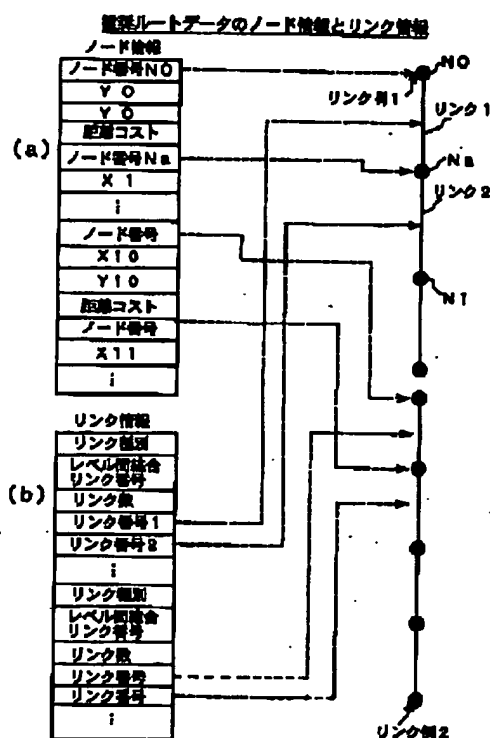 ルートデータのノード情報とリンク情報
ノード情報
(a)
ノード番号N0
Y 0
Y 0
距離コスト
ノード番号Na
X 1
⋮
ノード番号
X10
Y10
距離コスト
ノード番号
X11
⋮
N0
リンク例1
リンク1
Na
リンク2
N1
(b)
リンク情報
リンク種別
レベル間結合
リンク番号
リンク数
リンク番号1
リンク番号2
⋮
リンク種別
レベル間結合
リンク番号
リンク数
リンク番号
リンク番号
⋮
リンク例2